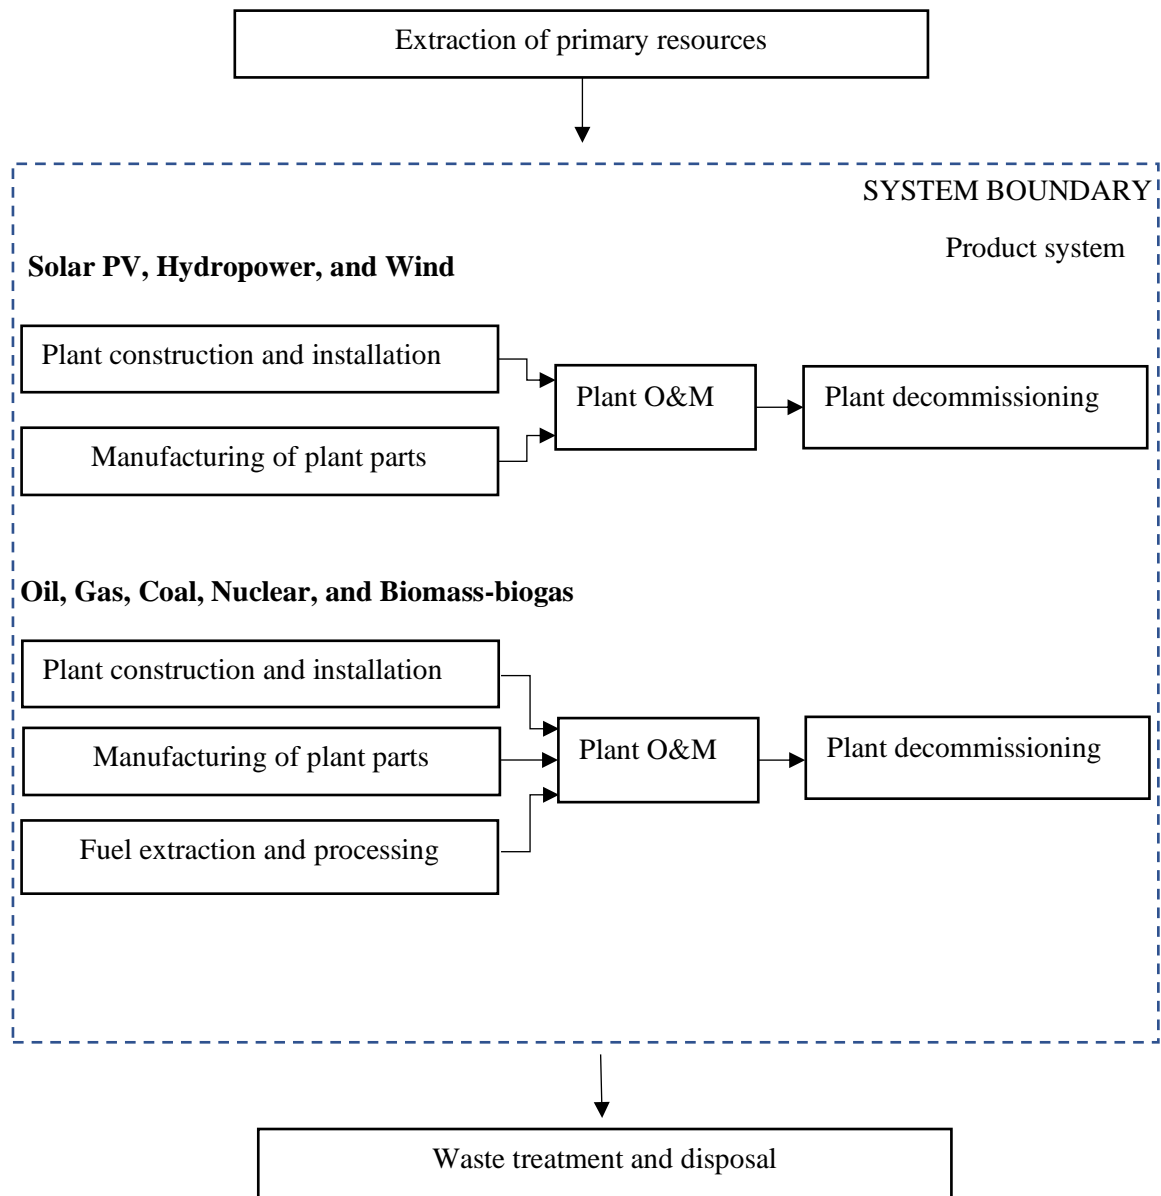 Extraction of primary resources
SYSTEM BOUNDARY
Product system
Solar PV, Hydropower, and Wind
Plant construction and installation
Plant O&M
Plant decommissioning
Manufacturing of plant parts
Oil, Gas, Coal, Nuclear, and Biomass-biogas
Plant construction and installation
Manufacturing of plant parts
Plant O&M
Plant decommissioning
Fuel extraction and processing
Waste treatment and disposal